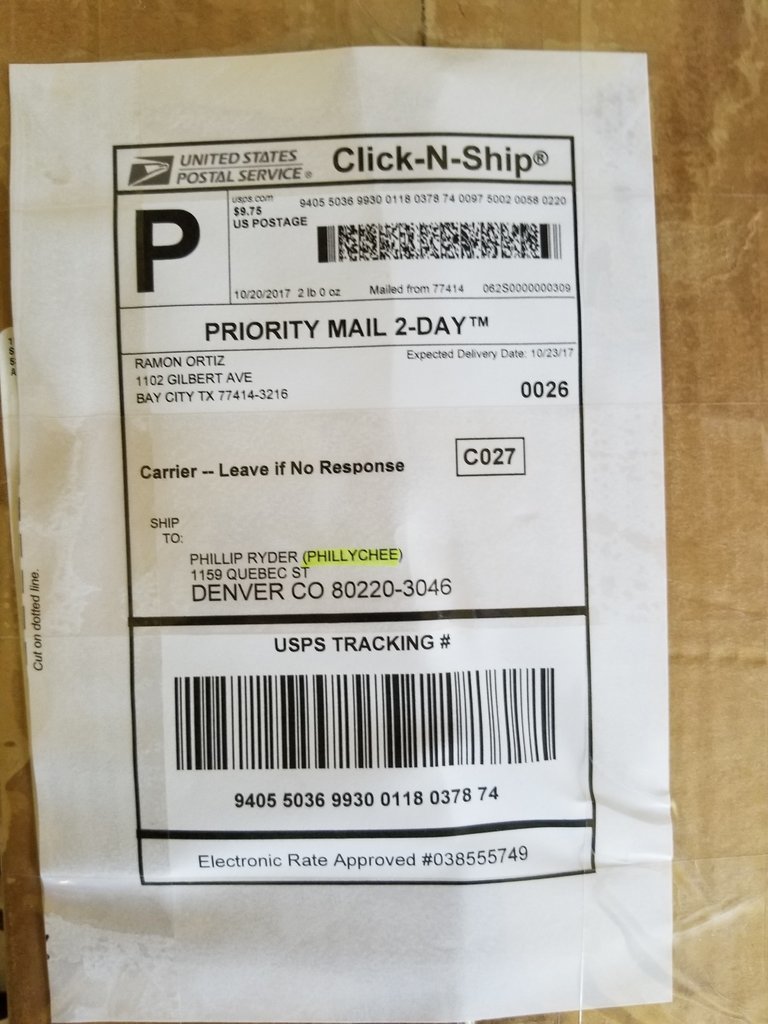 UNITED STATES
POSTAL SERVICE®
Click-N-Ship®
P
usps.com
$9.75
US POSTAGE
9405 5036 9930 0118 0378 74 0097 5002 0058 0220
10/20/2017 2 lb 0 oz Mailed from 77414 062S0000000309
PRIORITY MAIL 2-DAY™
RAMON ORTIZ
1102 GILBERT AVE
BAY CITY TX 77414-3216
Expected Delivery Date: 10/23/17
0026
Carrier -- Leave if No Response
C027
SHIP
TO:
PHILLIP RYDER (PHILLYCHEE)
1159 QUEBEC ST
DENVER CO 80220-3046
USPS TRACKING #
9405 5036 9930 0118 0378 74
Electronic Rate Approved #038555749
Cut on dotted line.